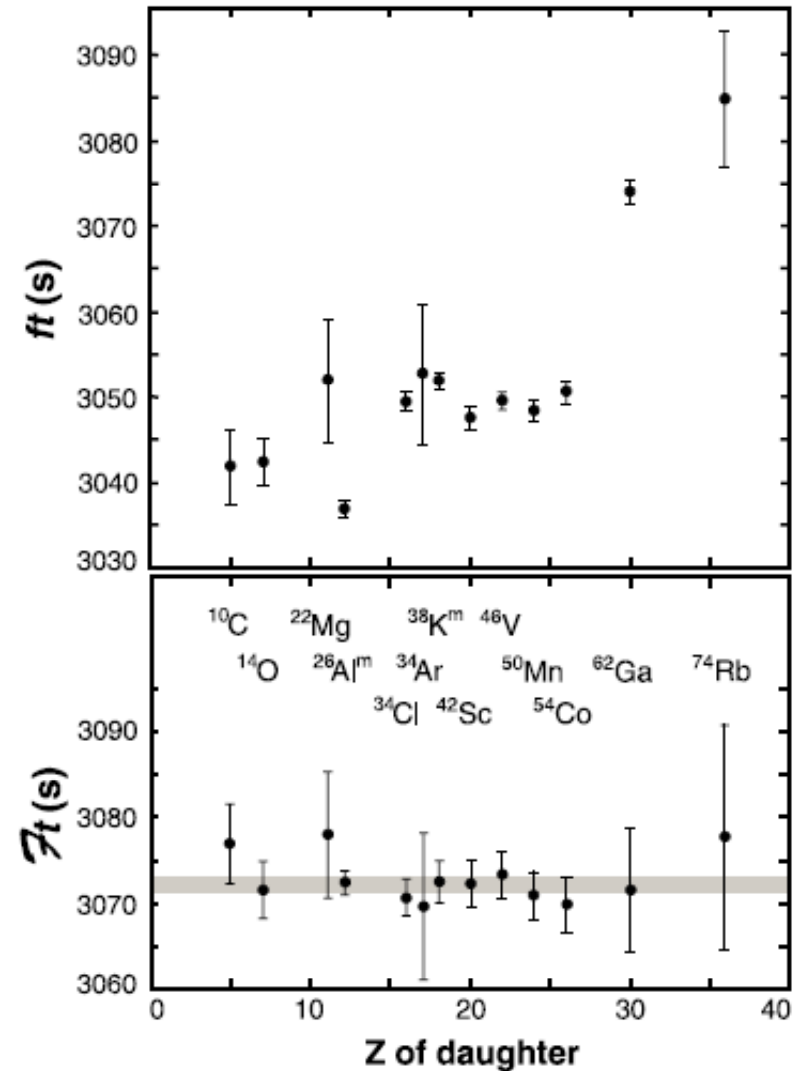 3090
3080
3070
3060
3050
3040
3030
ft (s)
¹⁰C ²²Mg ³⁸Kᵐ ⁴⁶V
¹⁴O ²⁶Alᵐ ³⁴Ar ⁵⁰Mn ⁶²Ga ⁷⁴Rb
³⁴Cl ⁴²Sc ⁵⁴Co
3090
3080
3070
3060
ℱt (s)
0 10 20 30 40
Z of daughter